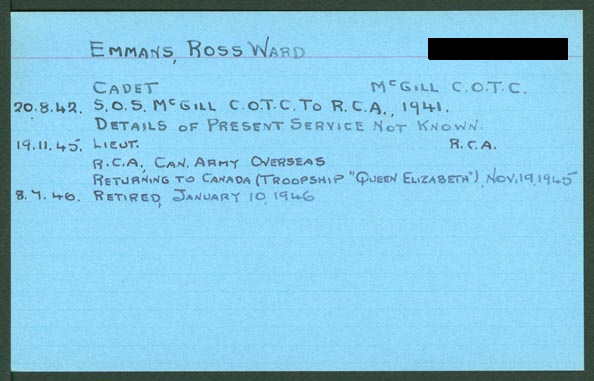 EMMANS, ROSS WARD
CADET McGILL C.O.T.C.
20.8.42. S.O.S. McGILL C.O.T.C. TO R.C.A., 1941.
DETAILS OF PRESENT SERVICE NOT KNOWN.
19.11.45. LIEUT. R.C.A.
R.C.A., CAN. ARMY OVERSEAS
RETURNING TO CANADA (TROOPSHIP "QUEEN ELIZABETH"), NOV. 19, 1945
8.7.46. RETIRED, JANUARY 10, 1946